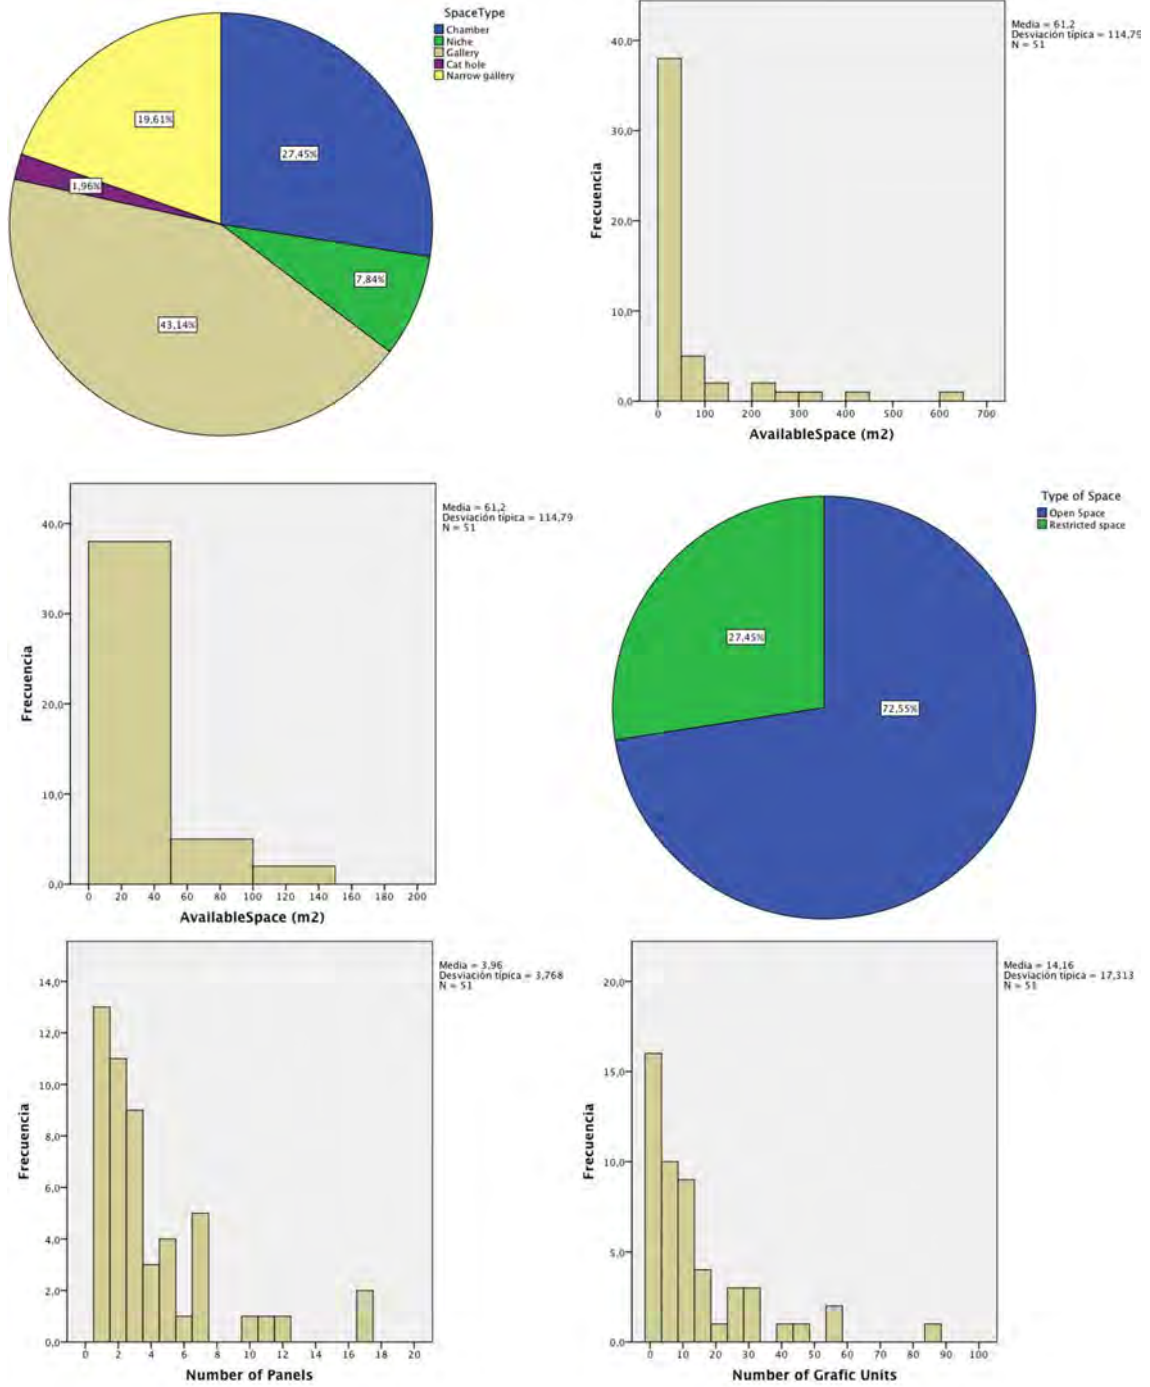 SpaceType
Chamber
Niche
Gallery
Cat hole
Narrow gallery
19,61%
27,45%
1,96%
7,84%
43,14%
Media = 61,2
Desviación típica = 114,79
N = 51
40,0
30,0
20,0
10,0
0,0
Frecuencia
0 100 200 300 400 500 600 700
AvailableSpace (m2)
Media = 61,2
Desviación típica = 114,79
N = 51
40,0
30,0
20,0
10,0
0,0
Frecuencia
0 20 40 60 80 100 120 140 160 180 200
AvailableSpace (m2)
Type of Space
Open Space
Restricted space
27,45%
72,55%
Media = 3,96
Desviación típica = 3,768
N = 51
14,0
12,0
10,0
8,0
6,0
4,0
2,0
0,0
Frecuencia
0 2 4 6 8 10 12 14 16 18 20
Number of Panels
Media = 14,16
Desviación típica = 17,313
N = 51
20,0
15,0
10,0
5,0
0,0
Frecuencia
0 10 20 30 40 50 60 70 80 90 100
Number of Grafic Units